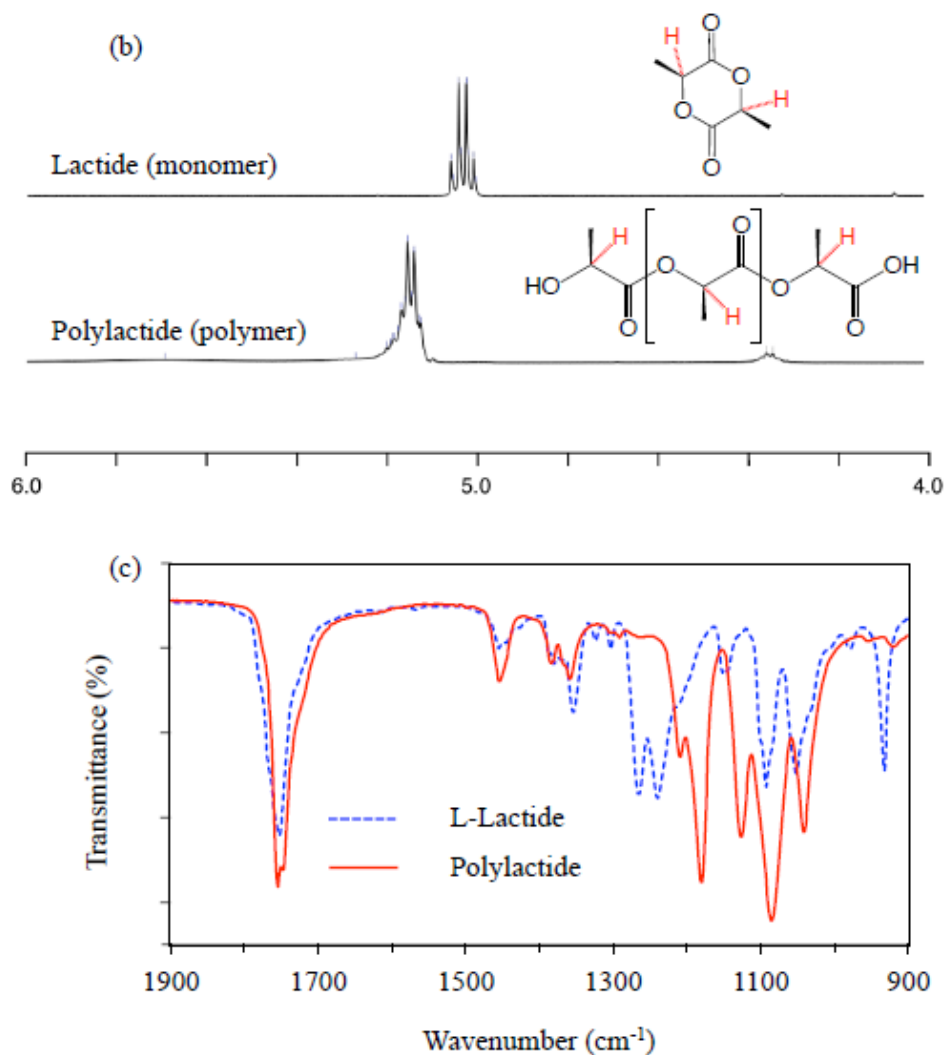 (b)
H
O
O
H
O
O
Lactide (monomer)
H
O
H
HO
O
O
H
O
O
OH
Polylactide (polymer)
6.0 5.0 4.0
(c)
Transmittance (%)
L-Lactide
Polylactide
1900 1700 1500 1300 1100 900
Wavenumber (cm⁻¹)